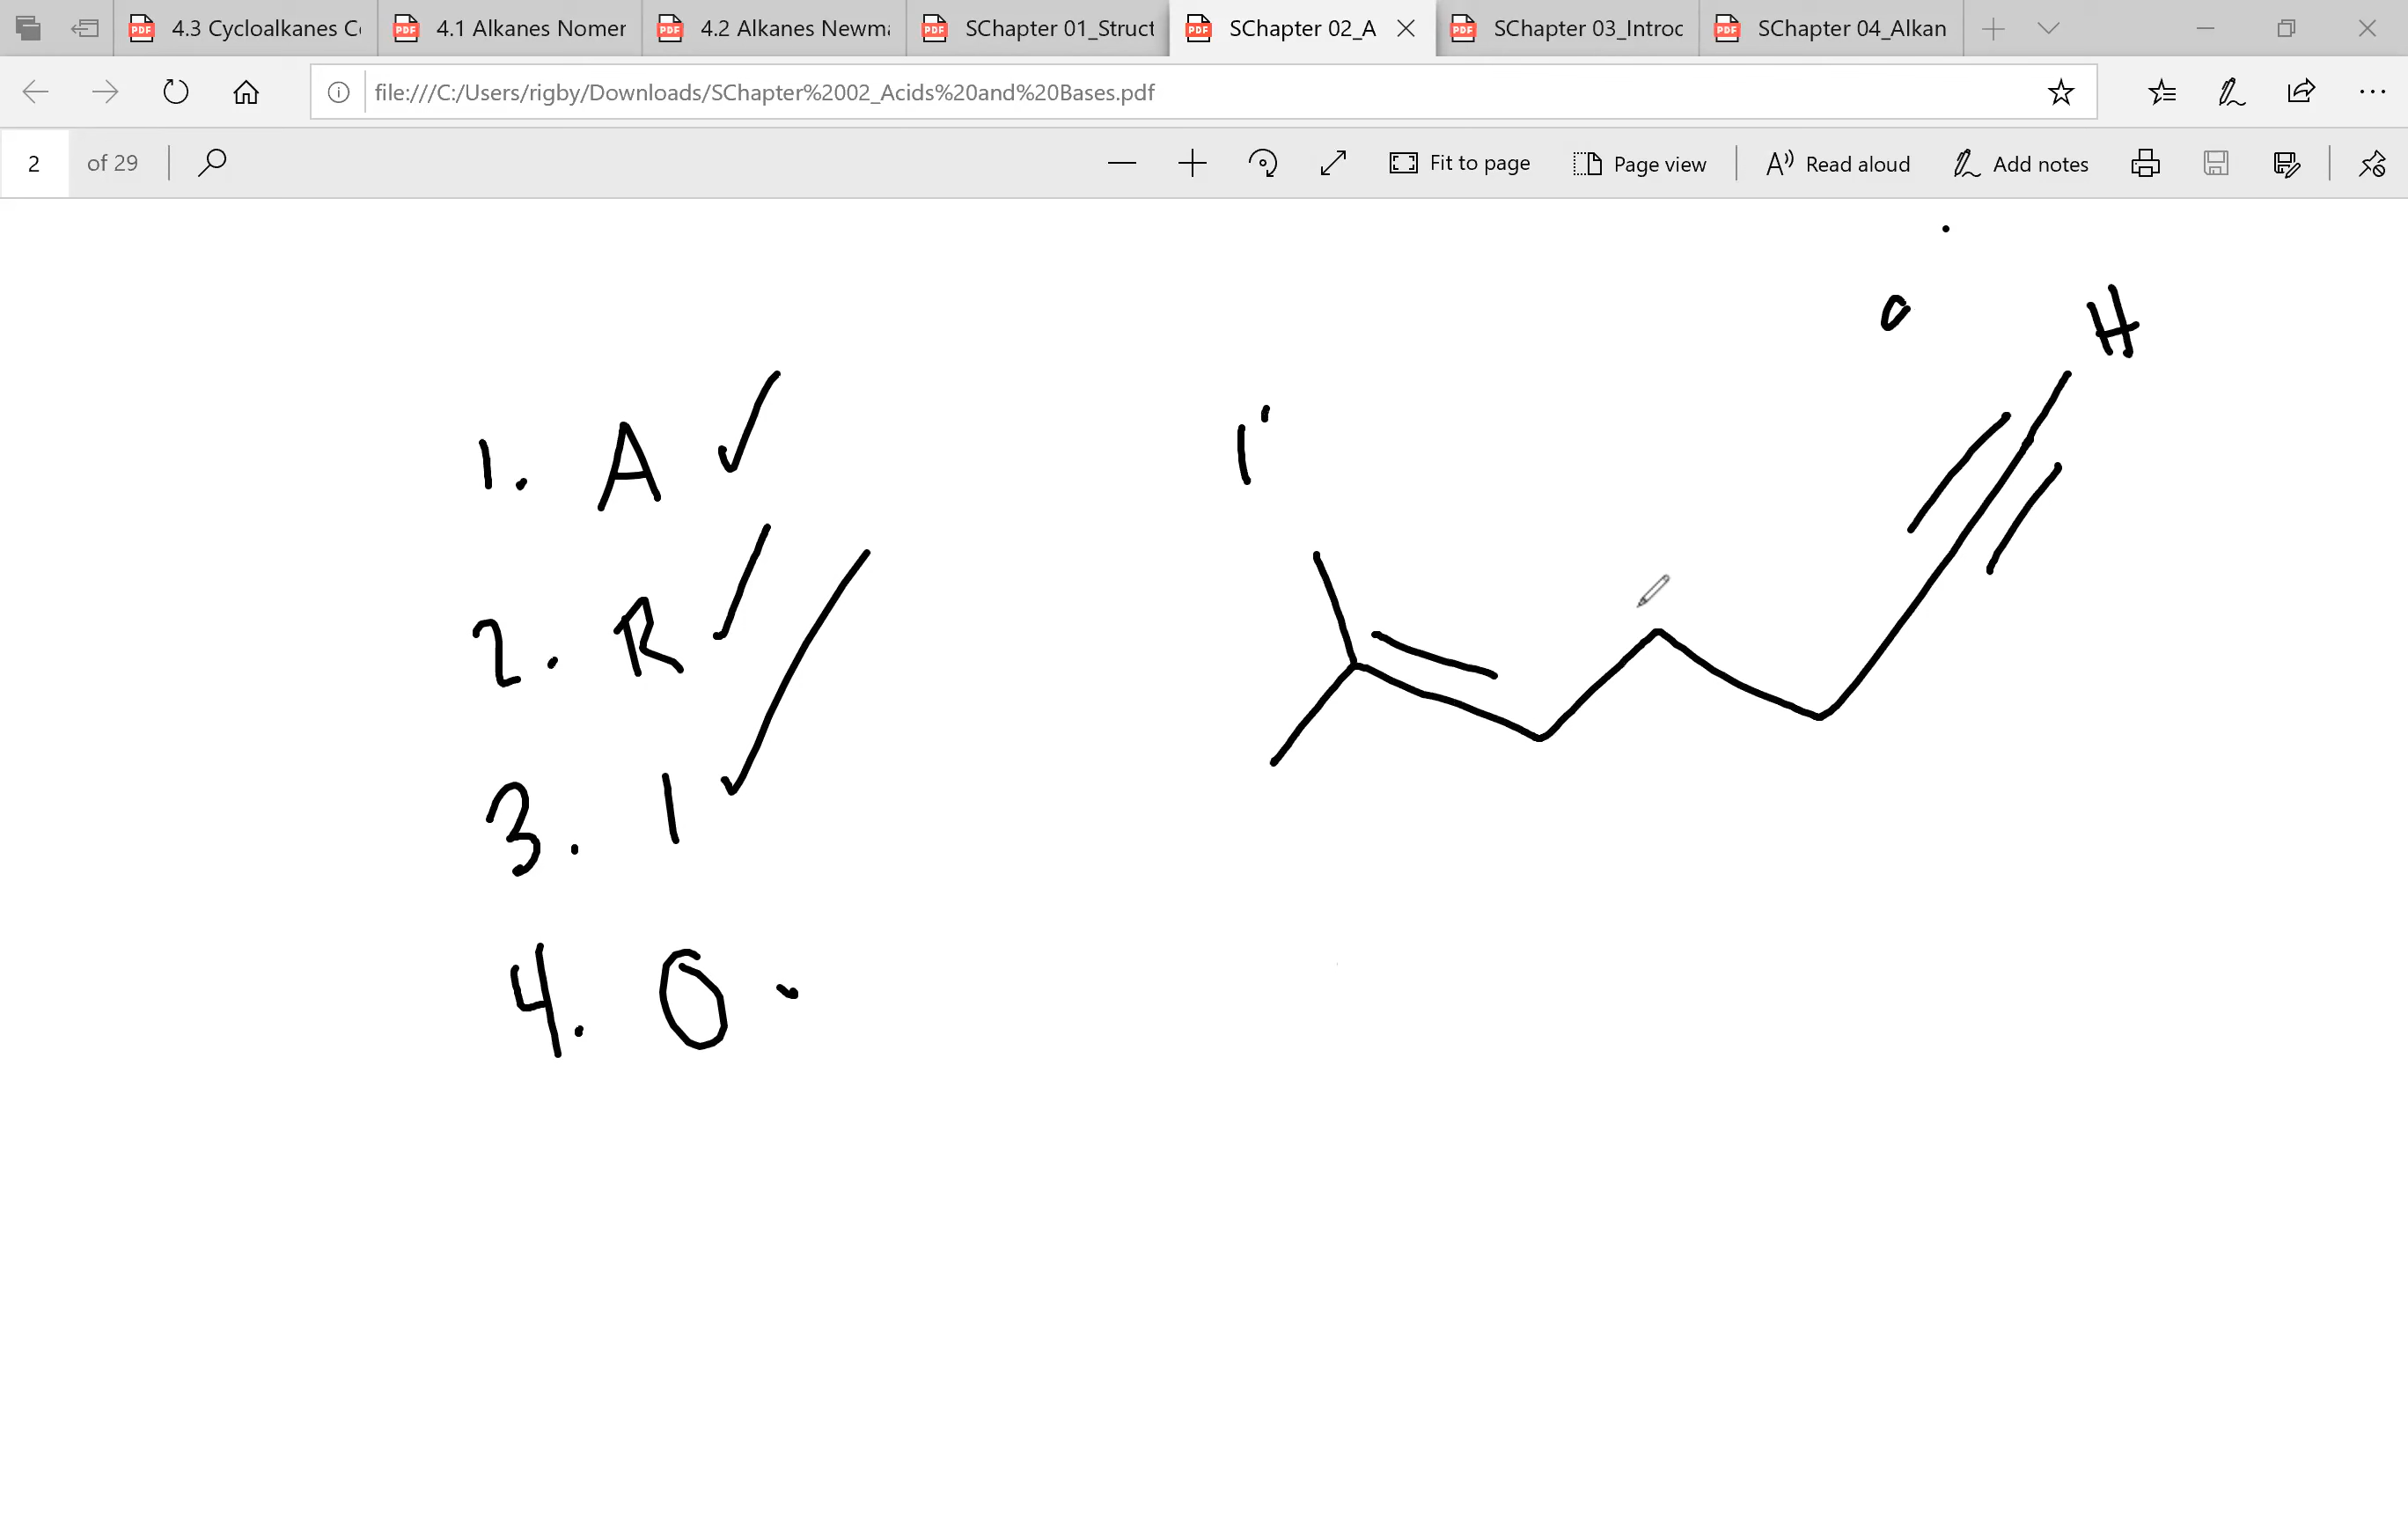 4.3 Cycloalkanes C
4.1 Alkanes Nomer
4.2 Alkanes Newm
SChapter 01_Struct
SChapter 02_A
SChapter 03_Introc
SChapter 04_Alkan
file:///C:/Users/rigby/Downloads/SChapter%2002_Acids%20and%20Bases.pdf
2 of 29
Fit to page
Page view
Read aloud
Add notes
H
1. A ✓
2. R ✓
3. I ✓
4. O